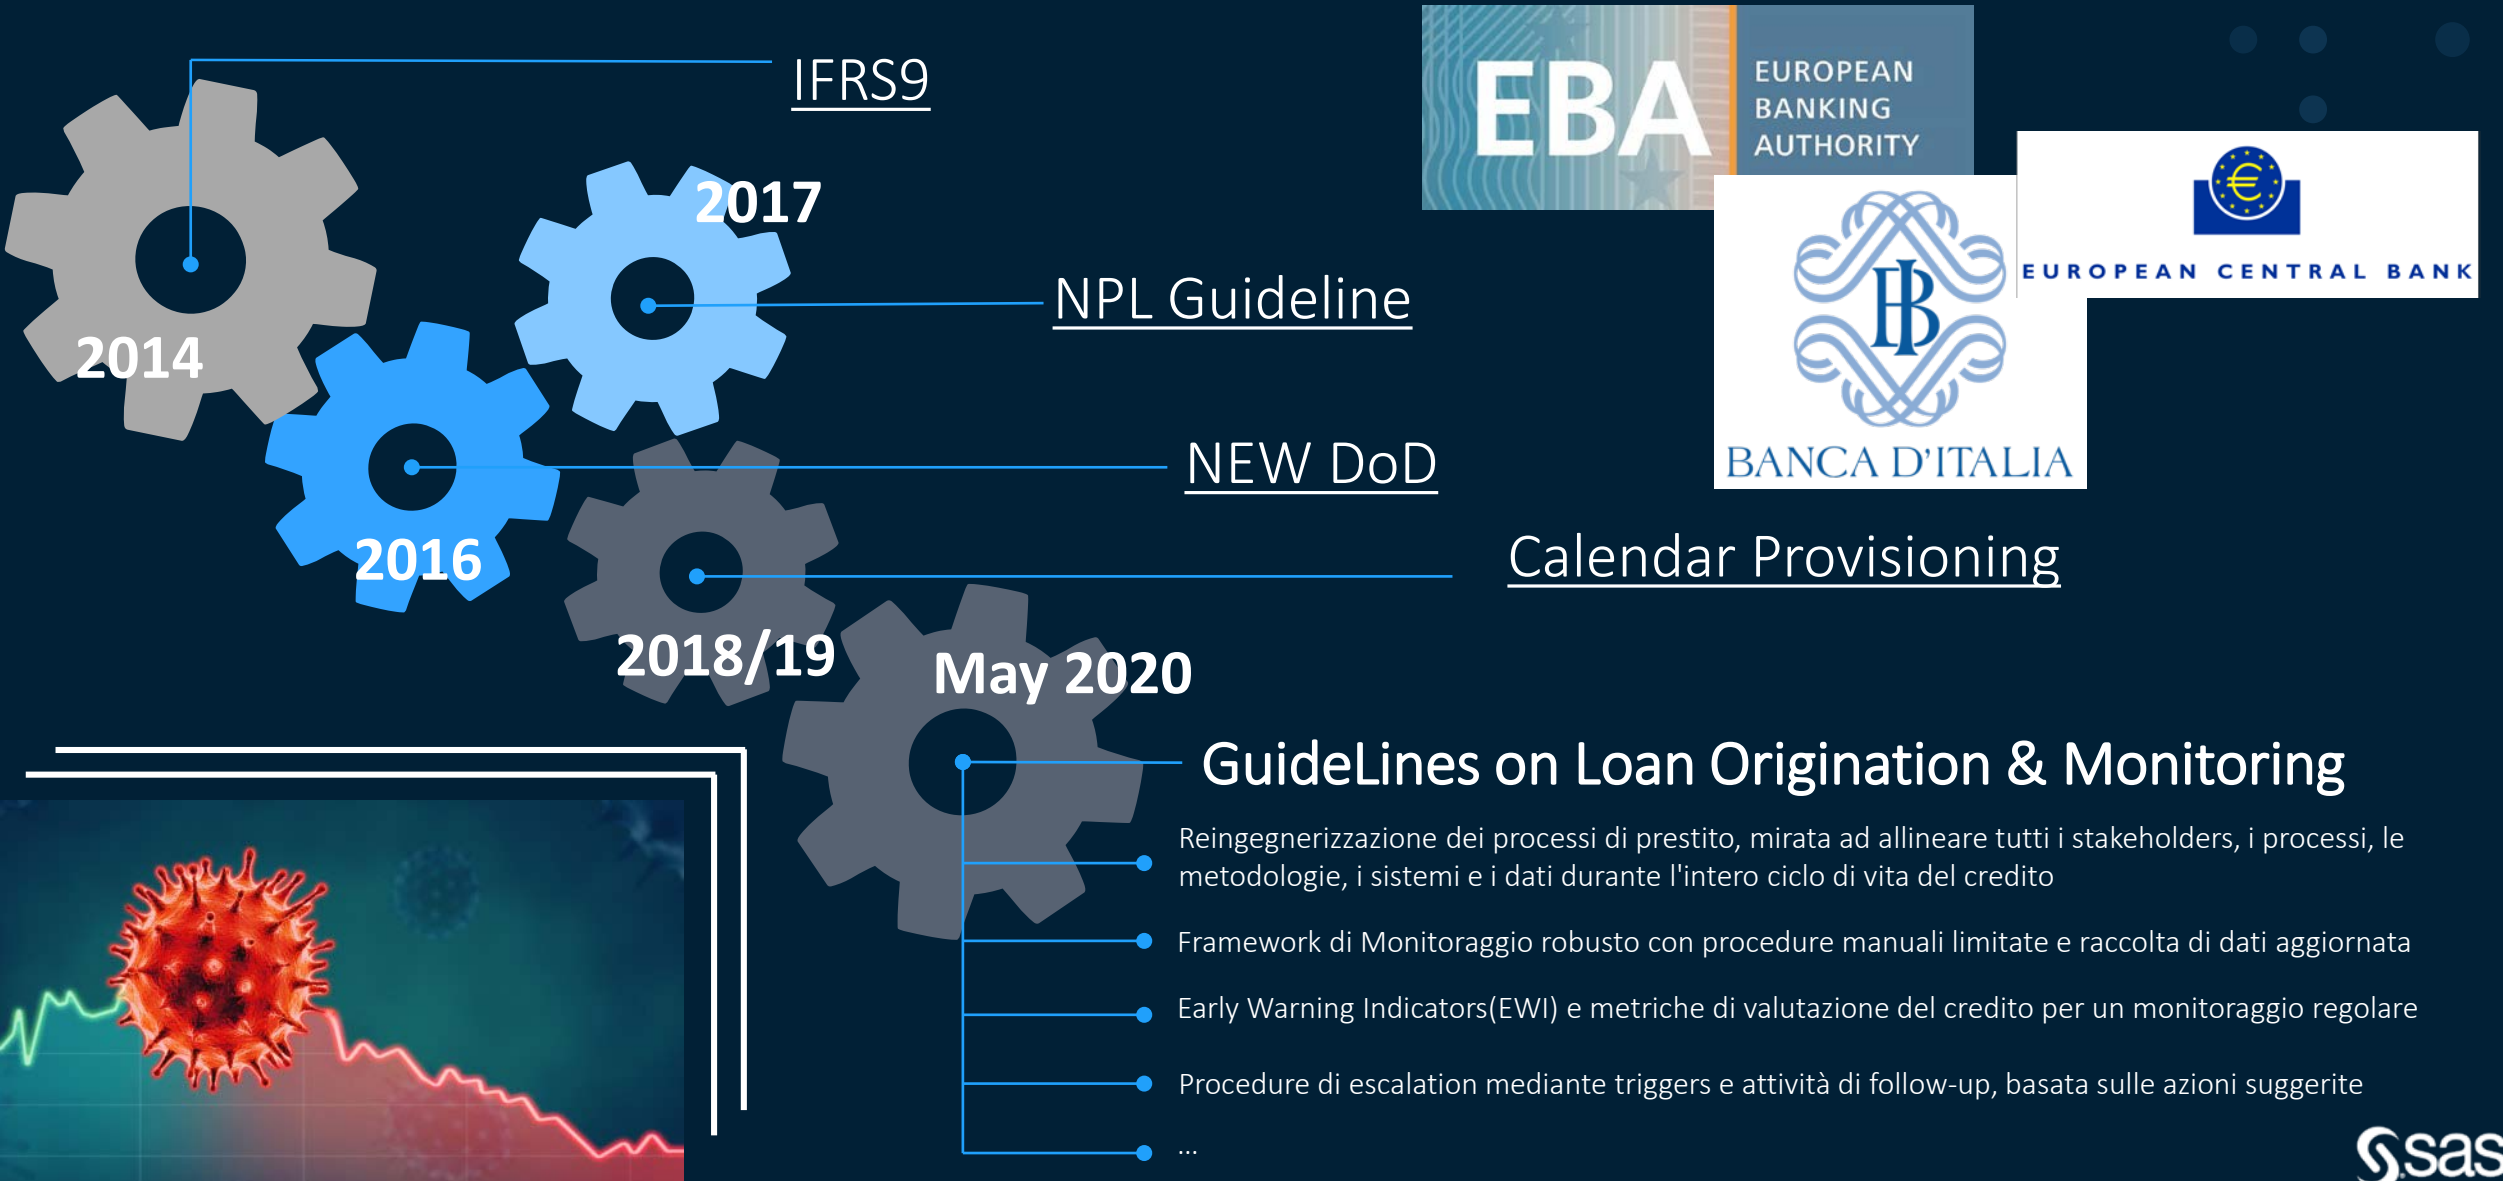 IFRS9
EBA
EUROPEAN
BANKING
AUTHORITY
2017
EUROPEAN CENTRAL BANK
NPL Guideline
2014
BANCA D'ITALIA
NEW DoD
2016
Calendar Provisioning
2018/19
May 2020
GuideLines on Loan Origination & Monitoring
Reingegnerizzazione dei processi di prestito, mirata ad allineare tutti i stakeholders, i processi, le
metodologie, i sistemi e i dati durante l'intero ciclo di vita del credito
Framework di Monitoraggio robusto con procedure manuali limitate e raccolta di dati aggiornata
Early Warning Indicators(EWI) e metriche di valutazione del credito per un monitoraggio regolare
Procedure di escalation mediante triggers e attività di follow-up, basata sulle azioni suggerite
...
sas